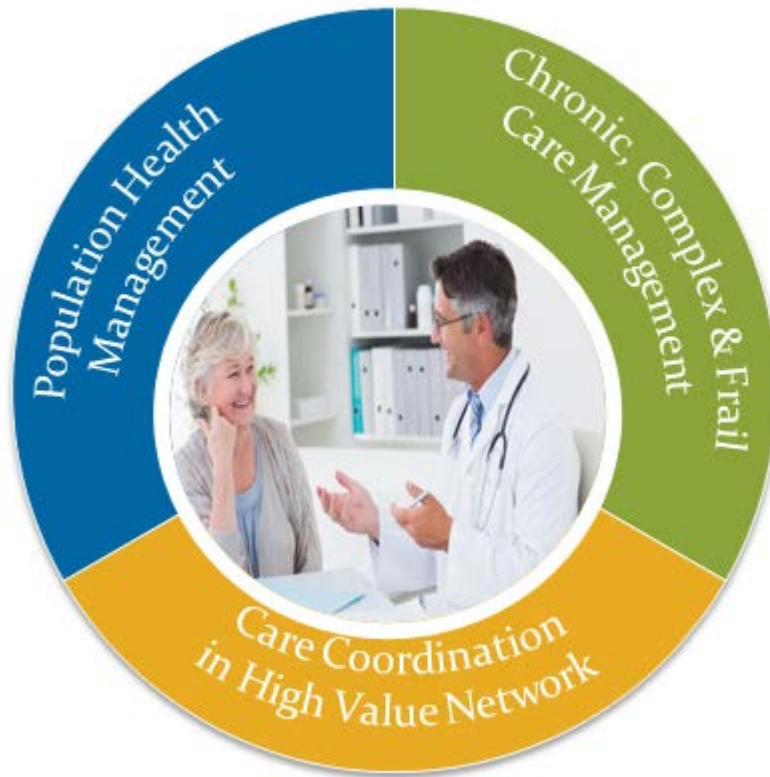 Population Health
Management
Chronic, Complex & Frail
Care Management
Care Coordination
in High Value Network